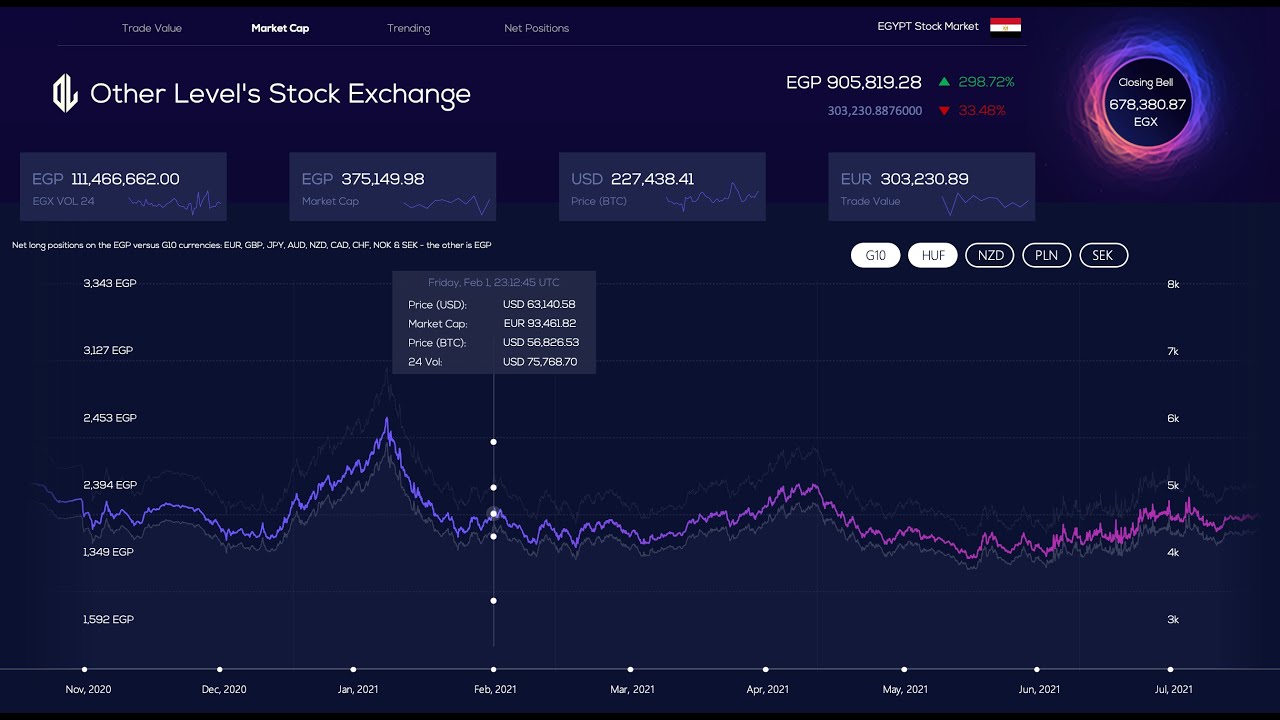 Trade Value Market Cap Trending Net Positions EGYPT Stock Market
Other Level's Stock Exchange
EGP 905,819.28 298.72%
303,230.8876000 33.48%
Closing Bell
678,380.87
EGX
EGP 111,466,662.00
EGX VOL 24
EGP 375,149.98
Market Cap
USD 227,438.41
Price (BTC)
EUR 303,230.89
Trade Value
Net long positions on the EGP versus G10 currencies: EUR, GBP, JPY, AUD, NZD, CAD, CHF, NOK & SEK - the other is EGP
G10 HUF NZD PLN SEK
Friday, Feb 1, 23:12:45 UTC
Price (USD): USD 63,140.58
Market Cap: EUR 93,461.82
Price (BTC): USD 56,826.53
24 Vol: USD 75,768.70
3,343 EGP
3,127 EGP
2,453 EGP
2,394 EGP
1,349 EGP
1,592 EGP
8k
7k
6k
5k
4k
3k
Nov, 2020 Dec, 2020 Jan, 2021 Feb, 2021 Mar, 2021 Apr, 2021 May, 2021 Jun, 2021 Jul, 2021